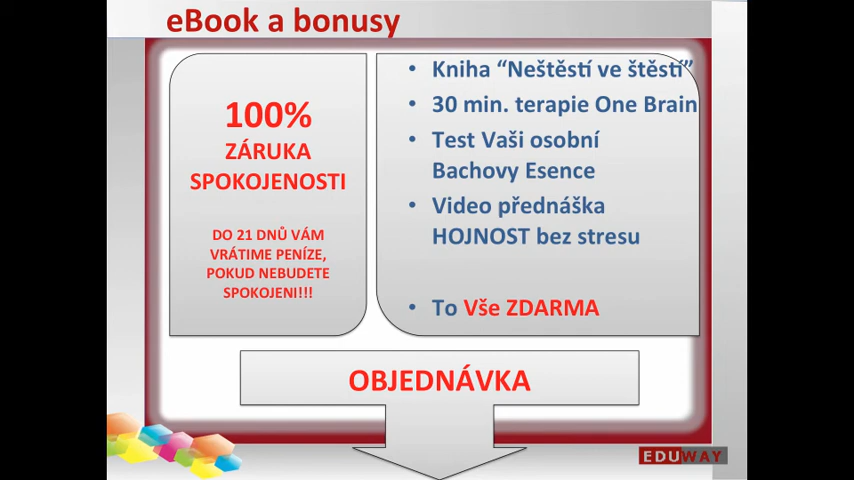 eBook a bonusy
100%
ZÁRUKA
SPOKOJENOSTI
DO 21 DNŮ VÁM
VRÁTIME PENÍZE,
POKUD NEBUDETE
SPOKOJENI!!!
• Kniha “Neštěstí ve štěstí”
• 30 min. terapie One Brain
• Test Vaši osobní
Bachovy Esence
• Video přednáška
HOJNOST bez stresu
• To Vše ZDARMA
OBJEDNÁVKA
EDUWAY